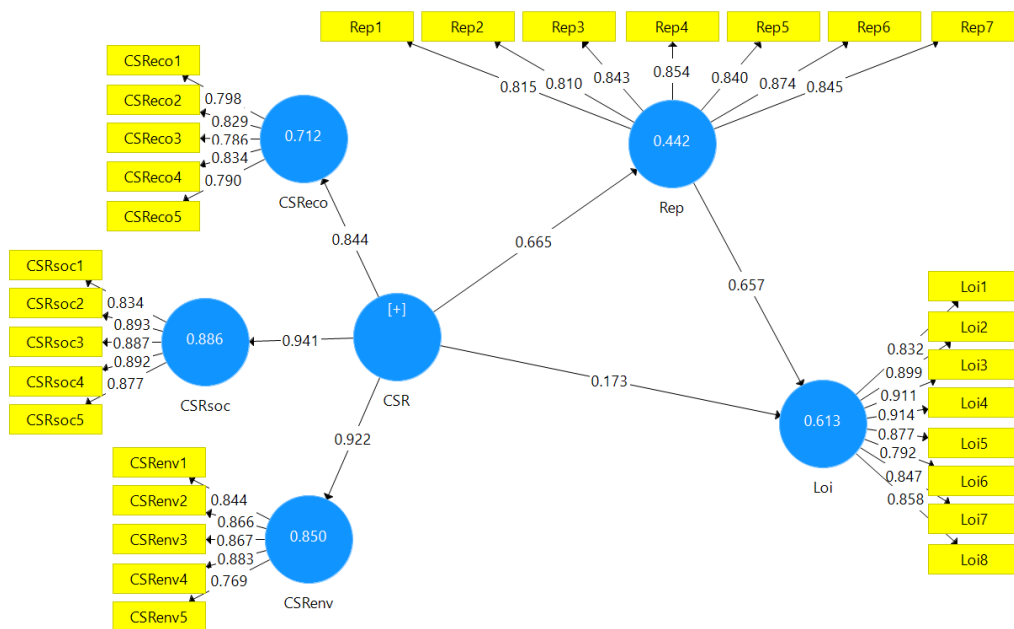 Rep1 Rep2 Rep3 Rep4 Rep5 Rep6 Rep7
0.815 0.810 0.843 0.854 0.840 0.874 0.845
0.442
Rep
CSReco1
CSReco2
CSReco3
CSReco4
CSReco5
0.798
0.829
0.786
0.834
0.790
0.712
CSReco
0.844
0.665
0.657
CSRsoc1
CSRsoc2
CSRsoc3
CSRsoc4
CSRsoc5
0.834
0.893
0.887
0.892
0.877
0.886
CSRsoc
0.941
[+]
CSR
0.173
0.922
Loi1
Loi2
Loi3
Loi4
Loi5
Loi6
Loi7
Loi8
0.832
0.899
0.911
0.914
0.877
0.792
0.847
0.858
0.613
Loi
CSRenv1
CSRenv2
CSRenv3
CSRenv4
CSRenv5
0.844
0.866
0.867
0.883
0.769
0.850
CSRenv